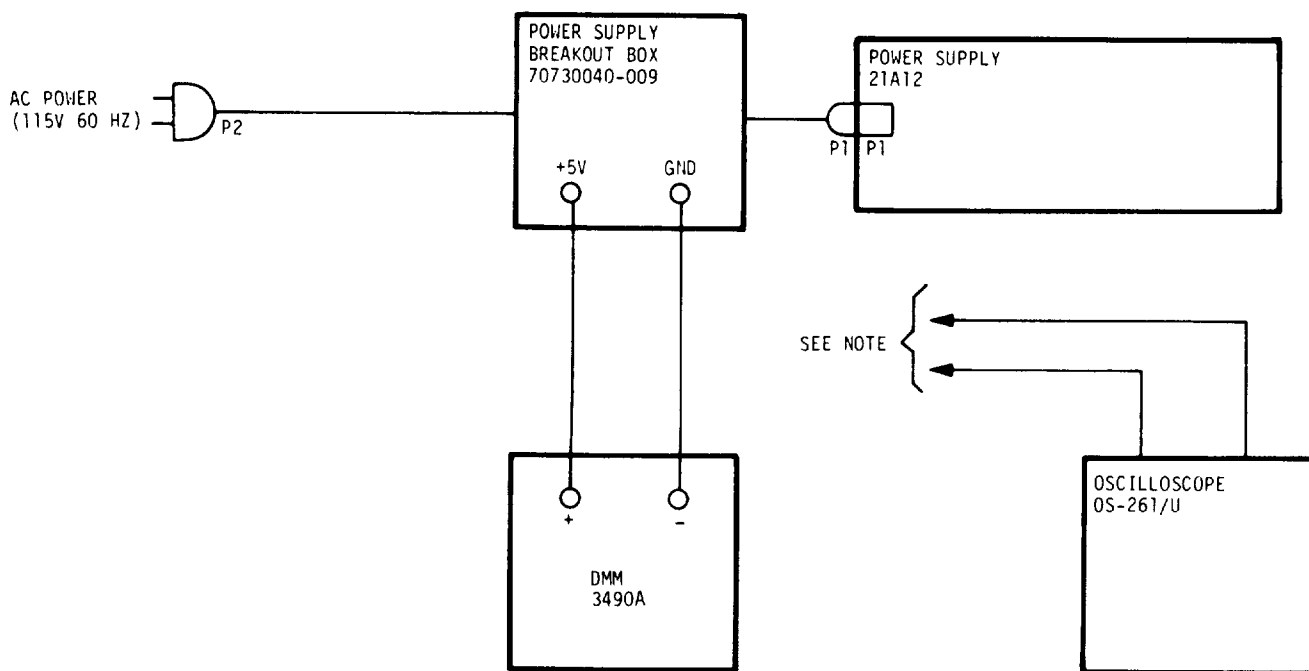 POWER SUPPLY
BREAKOUT BOX
70730040-009
POWER SUPPLY
21A12
AC POWER
(115V 60 HZ)
P2
P1 P1
+5V GND
SEE NOTE
OSCILLOSCOPE
OS-261/U
+ -
DMM
3490A